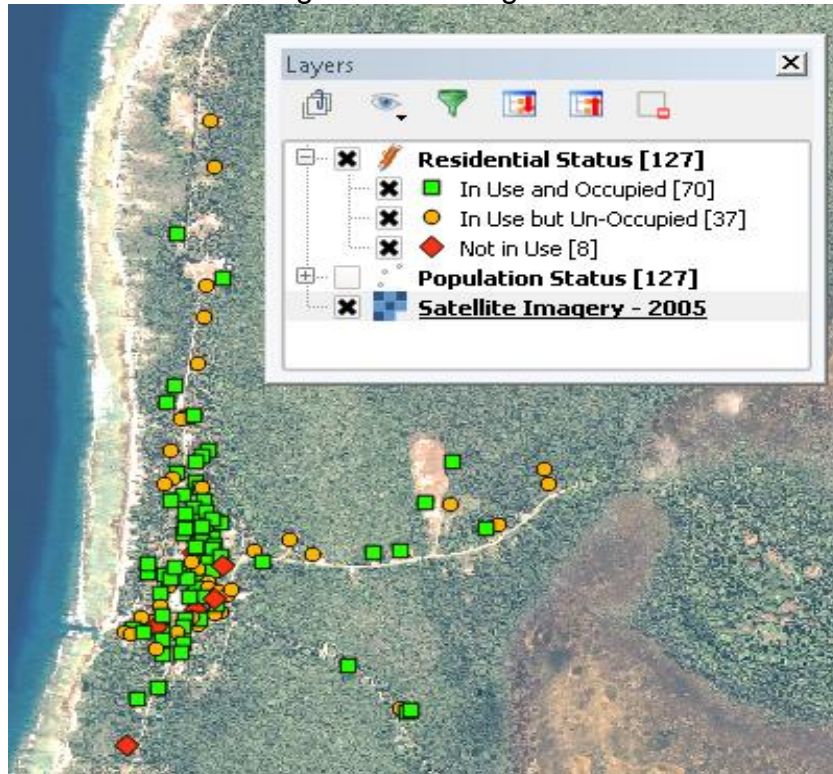 Layers
Residential Status [127]
In Use and Occupied [70]
In Use but Un-Occupied [37]
Not in Use [8]
Population Status [127]
Satellite Imagery - 2005